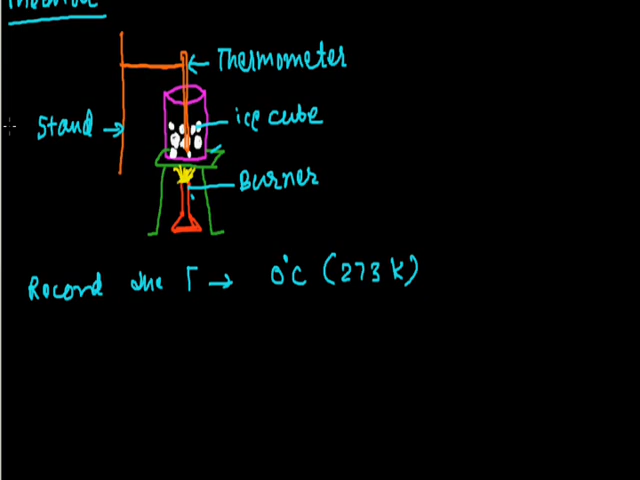 Thermometer
Stand
ice cube
Burner
Record the T → 0°C (273 K)